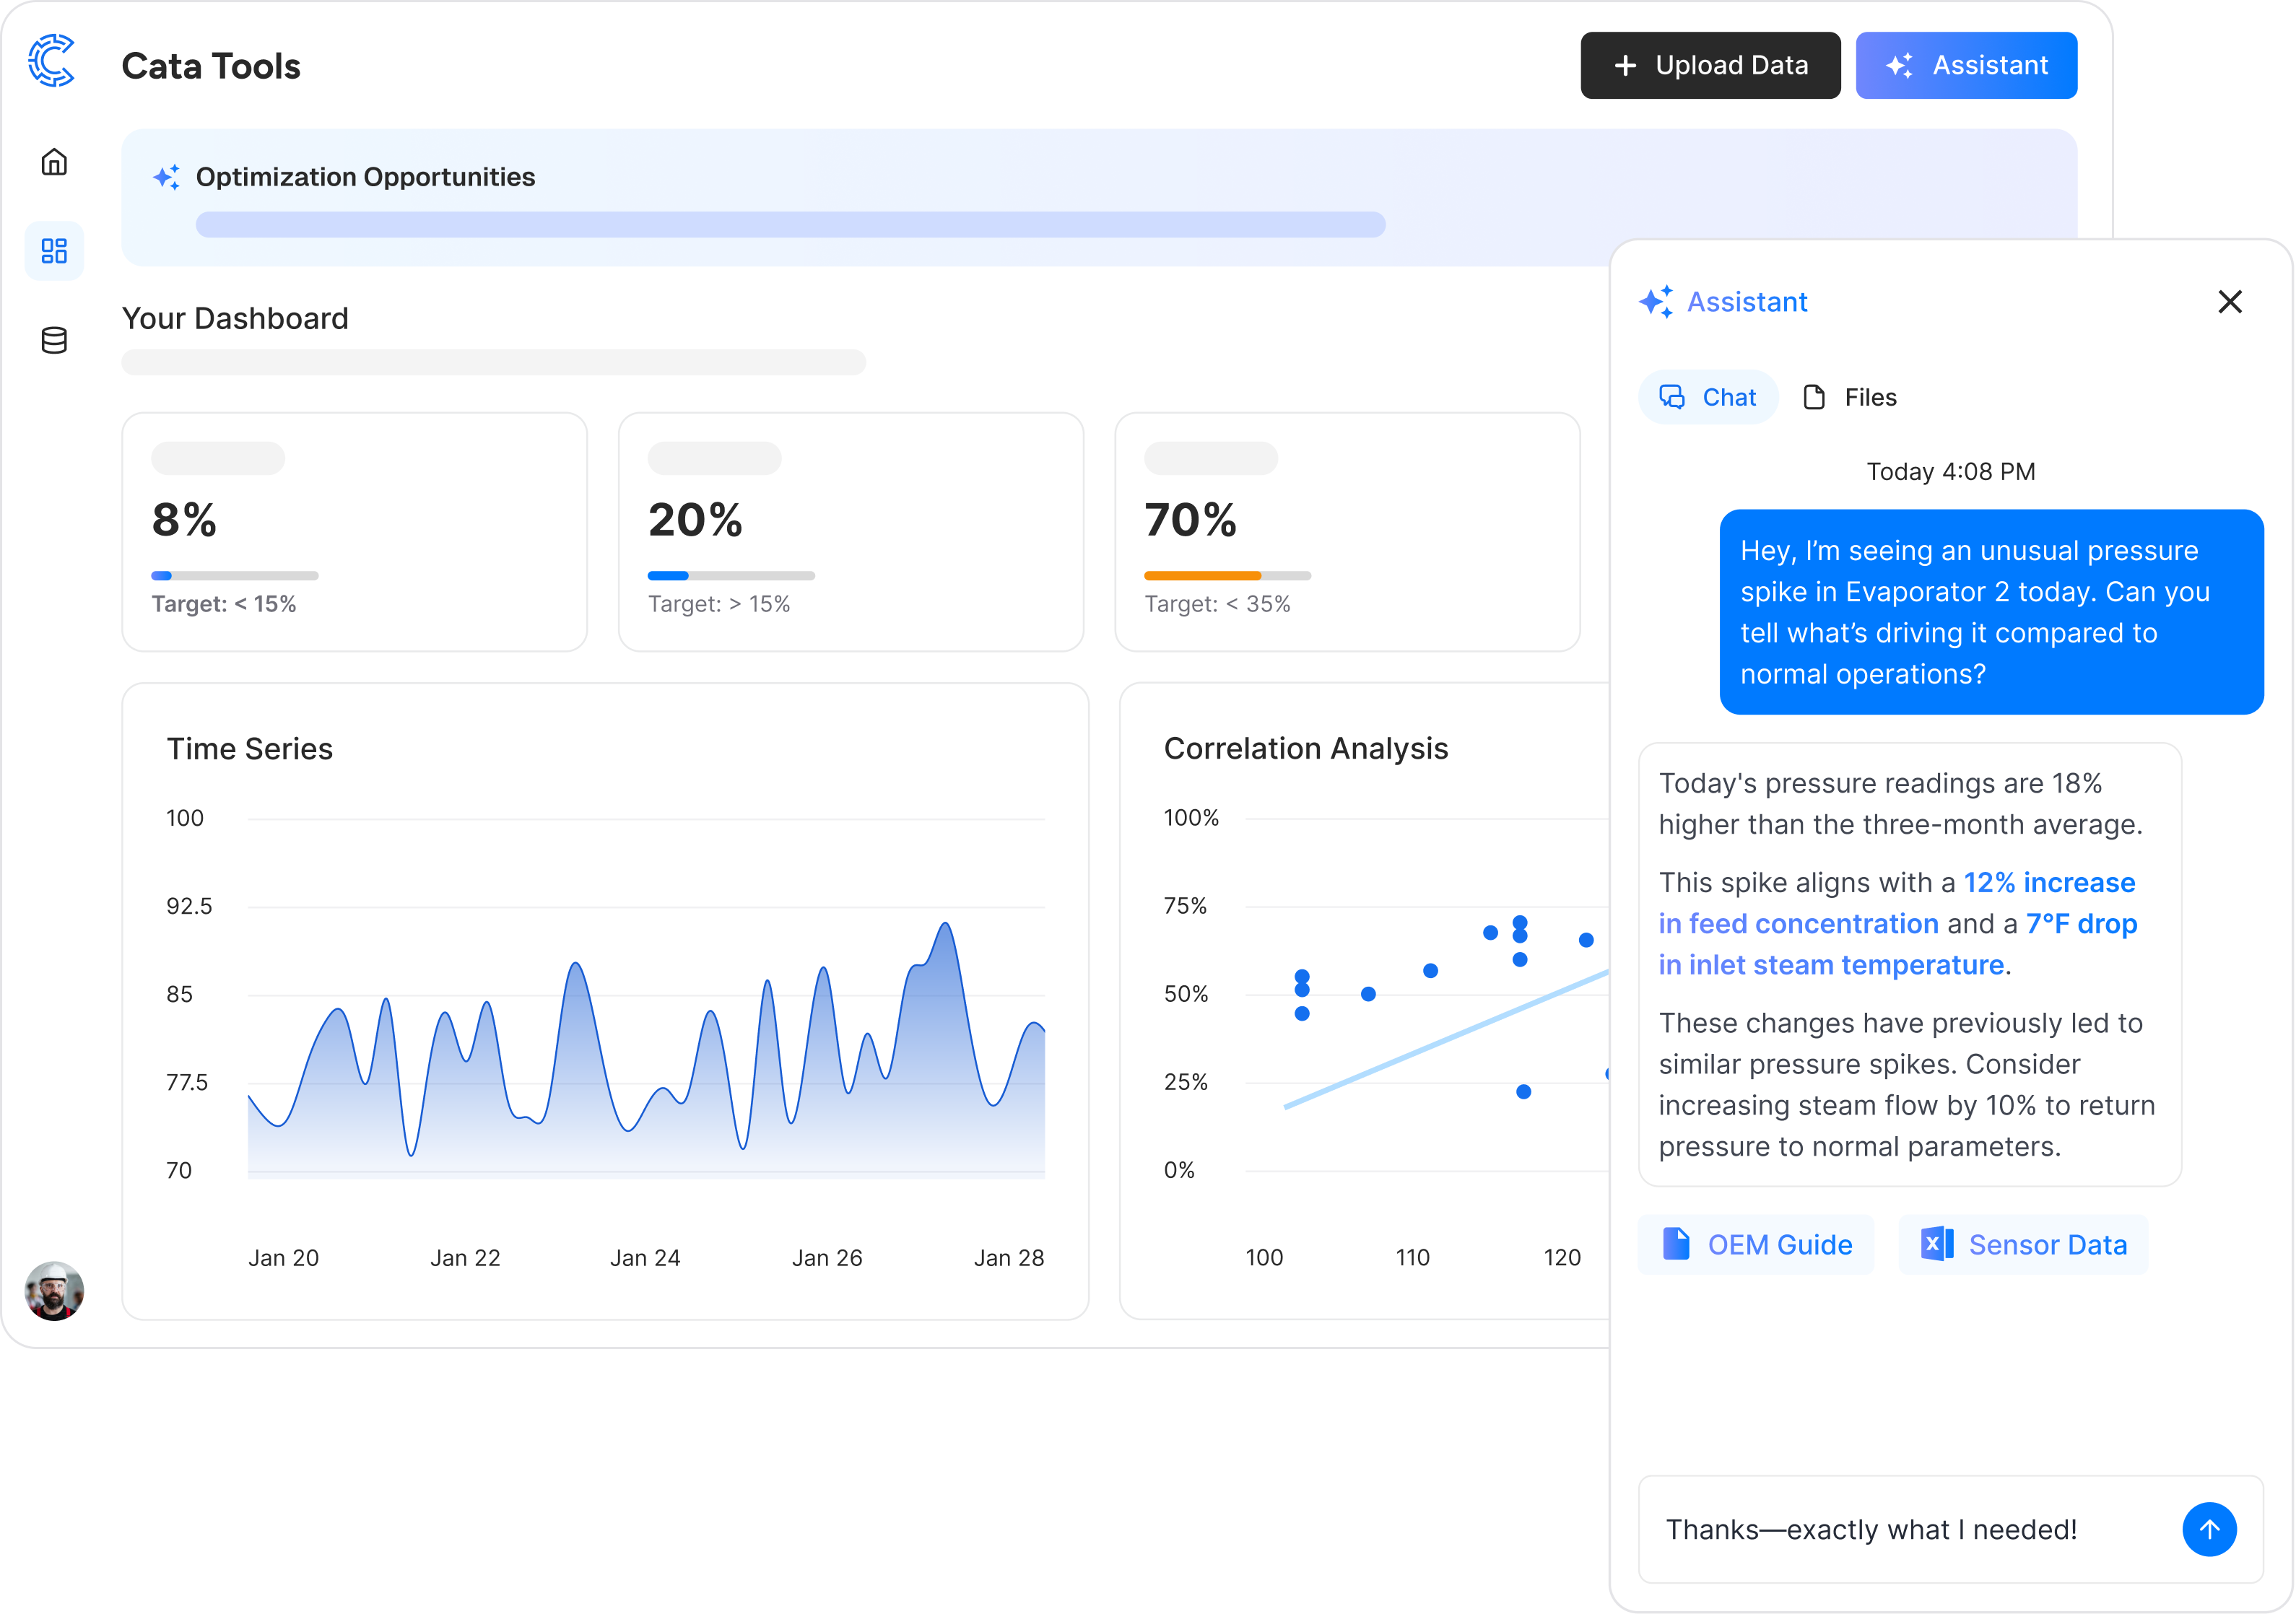 Cata Tools
Upload Data
Assistant
Optimization Opportunities
Your Dashboard
8%
Target: < 15%
20%
Target: > 15%
70%
Target: < 35%
Time Series
100
92.5
85
77.5
70
Jan 20
Jan 22
Jan 24
Jan 26
Jan 28
Correlation Analysis
100%
75%
50%
25%
0%
100
110
120
Assistant
Chat
Files
Today 4:08 PM
Hey, I’m seeing an unusual pressure
spike in Evaporator 2 today. Can you
tell what’s driving it compared to
normal operations?
Today's pressure readings are 18%
higher than the three-month average.
This spike aligns with a 12% increase
in feed concentration and a 7°F drop
in inlet steam temperature.
These changes have previously led to
similar pressure spikes. Consider
increasing steam flow by 10% to return
pressure to normal parameters.
OEM Guide
X
Sensor Data
Thanks—exactly what I needed!